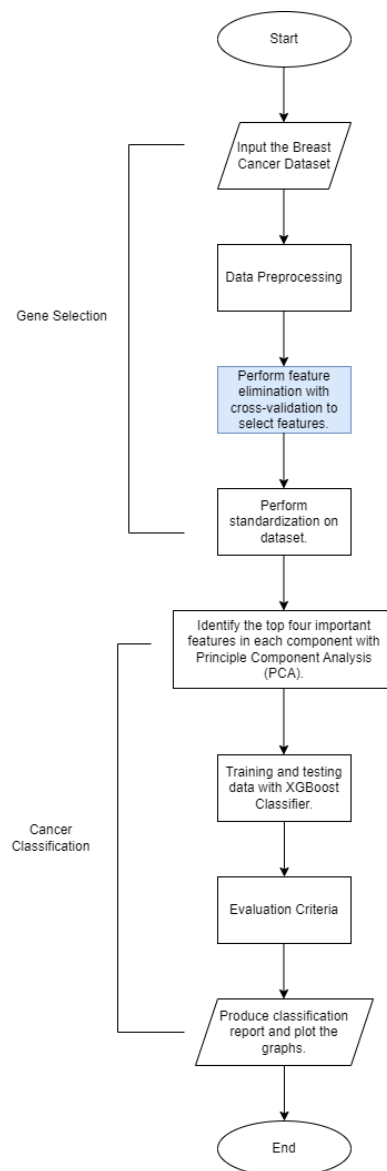 Start
Input the Breast
Cancer Dataset
Data Preprocessing
Gene Selection
Perform feature
elimination with
cross-validation to
select features.
Perform
standardization on
dataset.
Identify the top four important
features in each component with
Principle Component Analysis
(PCA).
Training and testing
data with XGBoost
Classifier.
Cancer
Classification
Evaluation Criteria
Produce classification
report and plot the
graphs.
End